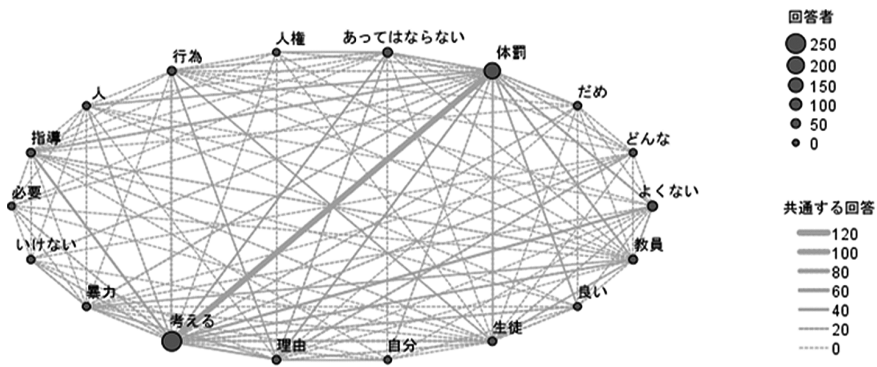 人権
あってはならない
体罰
行為
だめ
人
どんな
指導
よくない
必要
教員
いけない
良い
暴力
生徒
考える
自分
理由
回答者
250
200
150
100
50
0
共通する回答
120
100
80
60
40
20
0